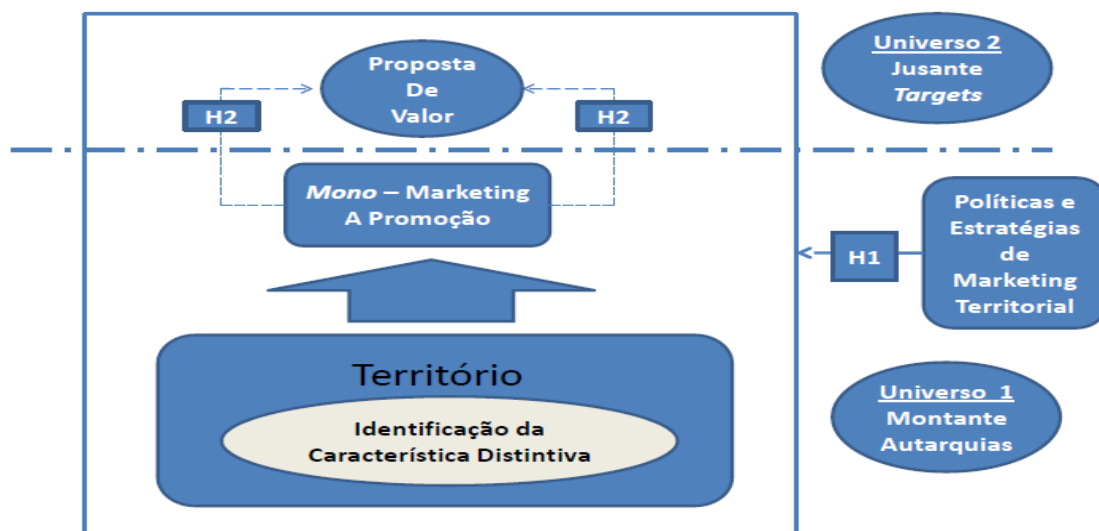 Proposta
De
Valor
H2
H2
Universo 2
Jusante
Targets
Mono – Marketing
A Promoção
Políticas e
Estratégias
de
Marketing
Territorial
H1
Território
Identificação da
Característica Distintiva
Universo 1
Montante
Autarquias